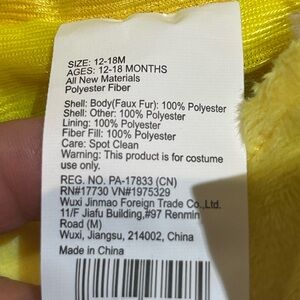 SIZE: 12-18M
AGES: 12-18 MONTHS
All New Materials
Polyester Fiber
Shell: Body(Faux Fur): 100% Polyester
Shell: Other: 100% Polyester
Lining: 100% Polyester
Fiber Fill: 100% Polyester
Care: Spot Clean
Warning: This product is for costume
use only.
REG. NO. PA-17833 (CN)
RN#17730 VN#1975329
Wuxi Jinmao Foreign Trade Co.,Ltd.
11/F Jiafu Building,#97 Renmin
Road (M)
Wuxi, Jiangsu, 214002, China
Made in China